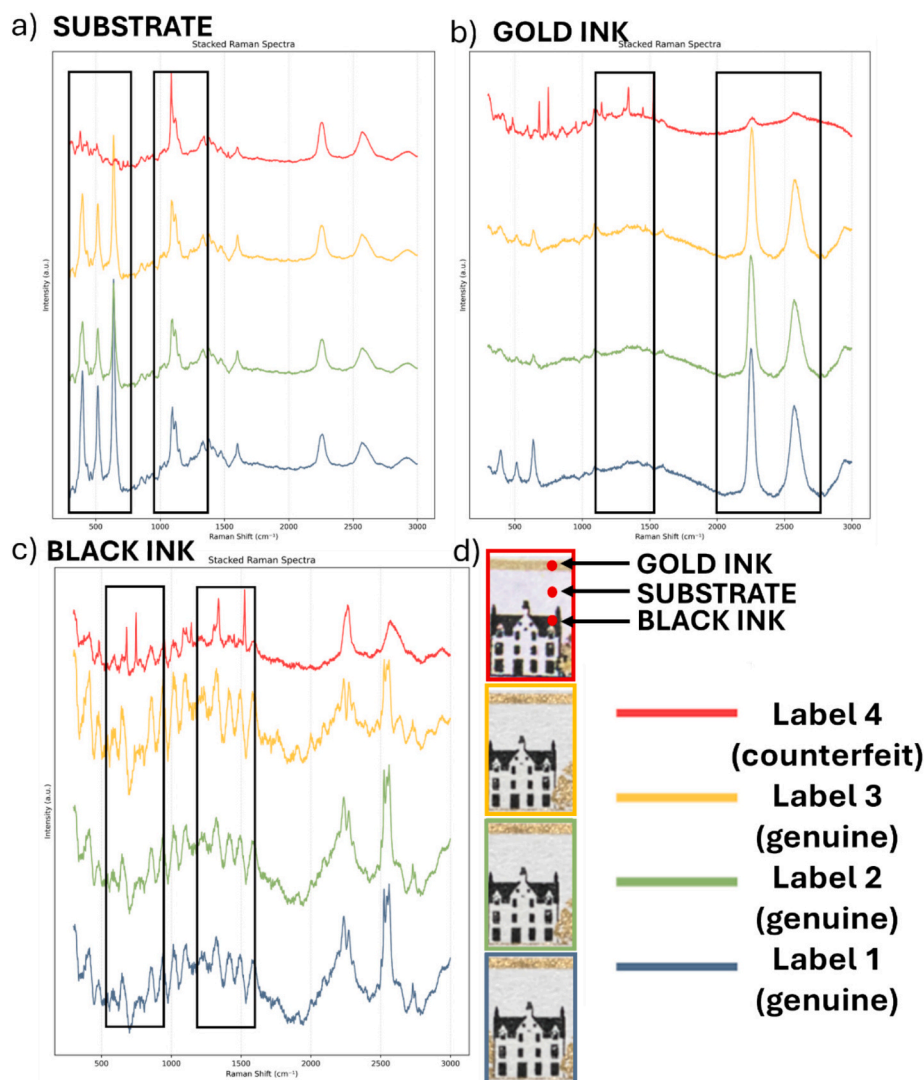 a) SUBSTRATE
Stacked Raman Spectra
Intensity (a.u.)
500 1000 1500 2000 2500 3000
Raman Shift (cm⁻¹)
b) GOLD INK
Stacked Raman Spectra
Intensity (a.u.)
500 1000 1500 2000 2500 3000
Raman Shift (cm⁻¹)
c) BLACK INK
Stacked Raman Spectra
Intensity (a.u.)
500 1000 1500 2000 2500 3000
Raman Shift (cm⁻¹)
d)
GOLD INK
SUBSTRATE
BLACK INK
Label 4
(counterfeit)
Label 3
(genuine)
Label 2
(genuine)
Label 1
(genuine)